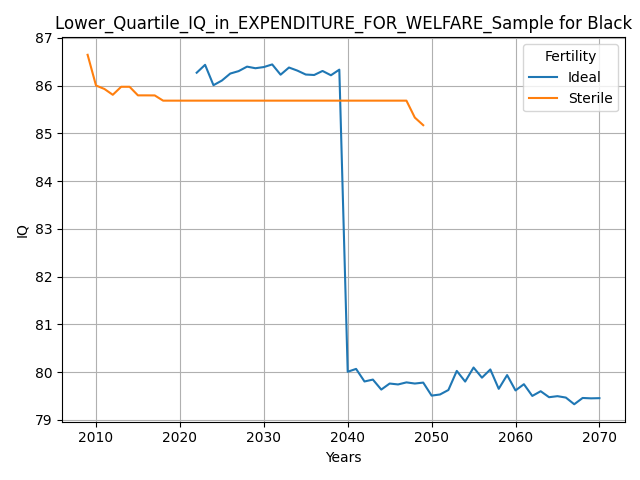 Lower_Quartile_IQ_in_EXPENDITURE_FOR_WELFARE_Sample for Black
87
86
85
84
83
82
81
80
79
IQ
Fertility
Ideal
Sterile
2010 2020 2030 2040 2050 2060 2070
Years